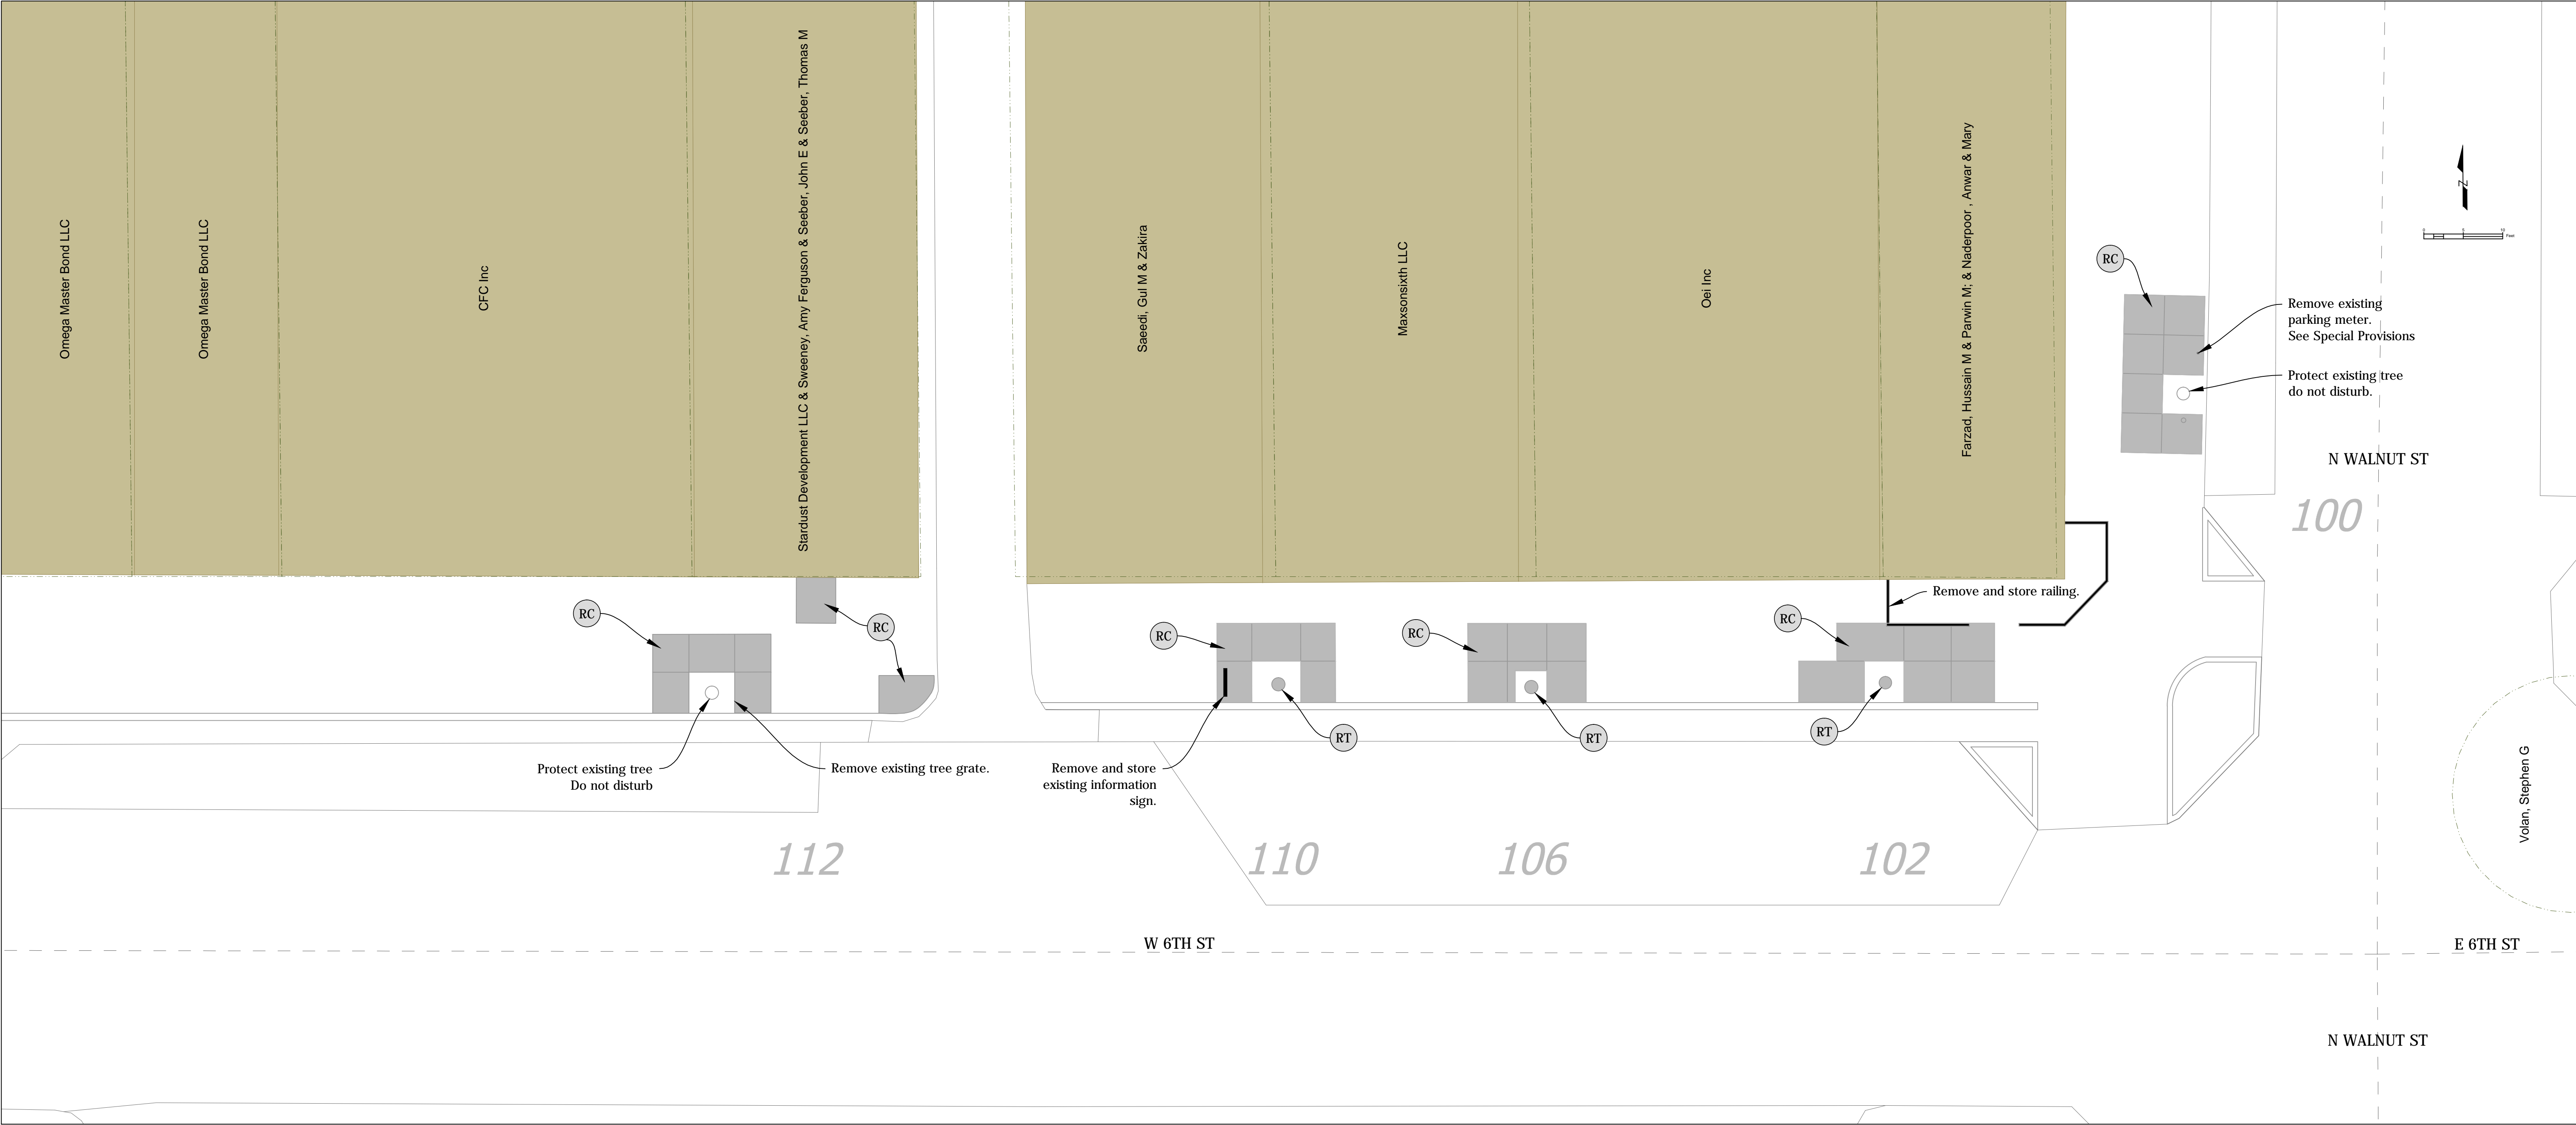 Omega Master Bond LLC
Omega Master Bond LLC
CFC Inc
Stardust Development LLC & Sweeney, Amy Ferguson & Seeber, John E & Seeber, Thomas M
Saeedi, Gul M & Zakira
Maxsonsixth LLC
Oei Inc
Farzad, Hussain M & Parwin M; & Naderpoor , Anwar & Mary
N
0 5 10
Feet
RC
Remove existing
parking meter.
See Special Provisions
Protect existing tree
do not disturb.
N WALNUT ST
100
Remove and store railing.
RC
RC
RC
RC
RC
RT
RT
RT
Protect existing tree
Do not disturb
Remove existing tree grate.
Remove and store
existing information
sign.
Volan, Stephen G
112
110
106
102
W 6TH ST
E 6TH ST
N WALNUT ST